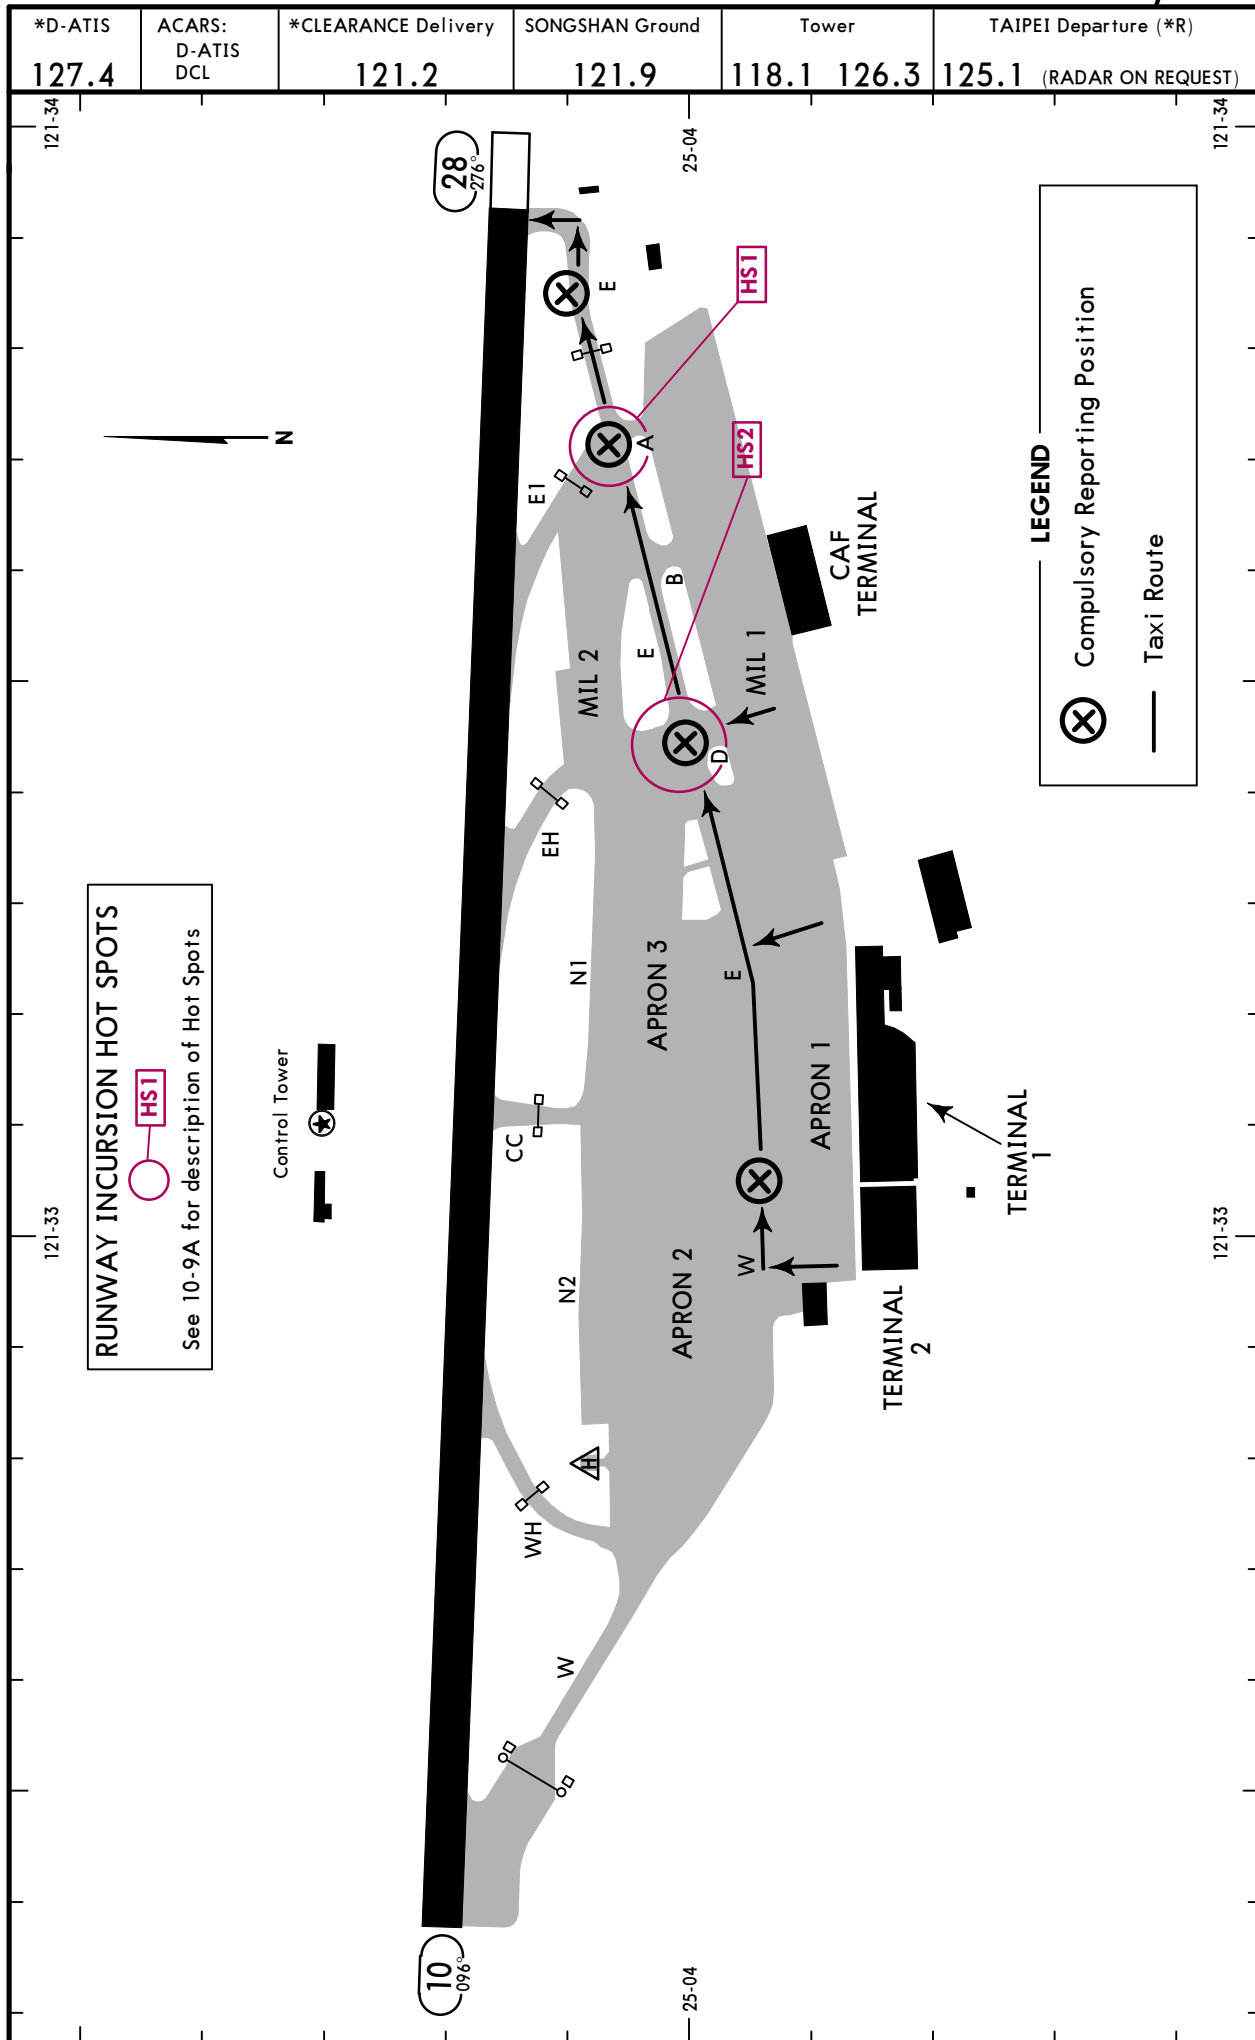 *D-ATIS
127.4
ACARS:
D-ATIS
DCL
*CLEARANCE Delivery
121.2
SONGSHAN Ground
121.9
Tower
118.1 126.3
TAIPEI Departure (*R)
125.1 (RADAR ON REQUEST)
121-34
25-04
121-34
28
276°
HS1
E
N
A
HS2
E1
B
E
MIL 2
MIL 1
CAF
TERMINAL
D
EH
N1
APRON 3
E
APRON 1
CC
TERMINAL
1
N2
APRON 2
W
TERMINAL
2
H
WH
W
10
096°
25-04
121-33
121-33
Control Tower
RUNWAY INCURSION HOT SPOTS
HS1
See 10-9A for description of Hot Spots
LEGEND
Compulsory Reporting Position
Taxi Route